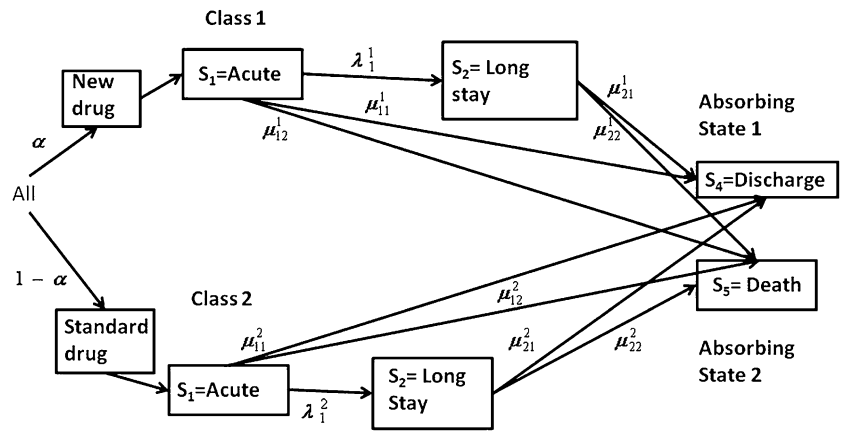 Class 1
New
drug
S₁=Acute
λ₁¹
S₂= Long
stay
μ₁₁¹
μ₁₂¹
μ₂₁¹
μ₂₂¹
Absorbing
State 1
S₄=Discharge
α
All
1 − α
Standard
drug
Class 2
S₁=Acute
λ₁²
S₂= Long
Stay
μ₁₁²
μ₁₂²
μ₂₁²
μ₂₂²
S₅= Death
Absorbing
State 2